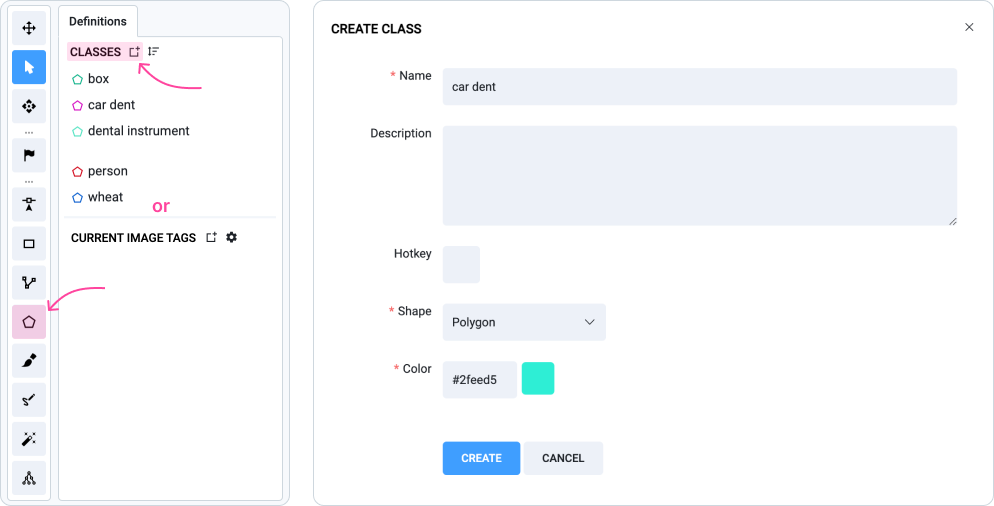 Definitions
CLASSES
box
car dent
dental instrument
person
wheat
or
CURRENT IMAGE TAGS
CREATE CLASS
* Name
car dent
Description
Hotkey
* Shape
Polygon
* Color
#2feed5
CREATE
CANCEL